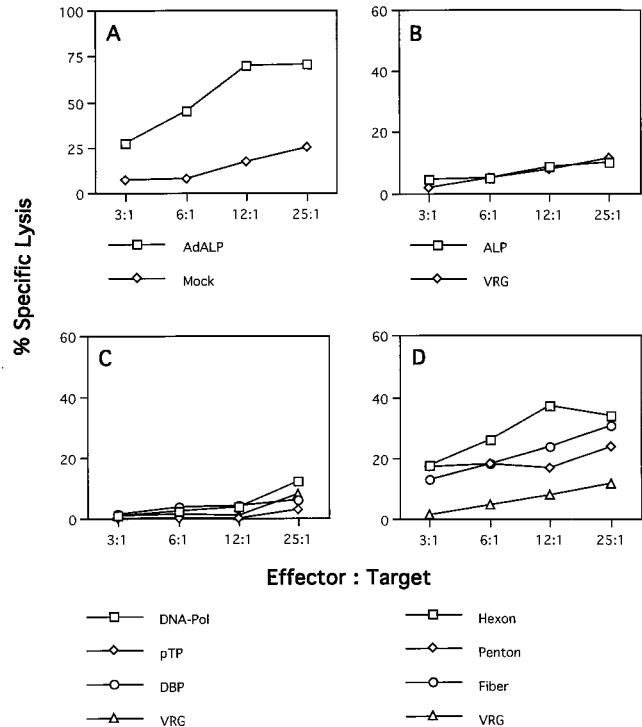 % Specific Lysis
A
100
75
50
25
0
3:1 6:1 12:1 25:1
AdALP
Mock
B
60
40
20
0
3:1 6:1 12:1 25:1
ALP
VRG
C
60
40
20
0
3:1 6:1 12:1 25:1
D
60
40
20
0
3:1 6:1 12:1 25:1
Effector : Target
DNA-Pol
pTP
DBP
VRG
Hexon
Penton
Fiber
VRG